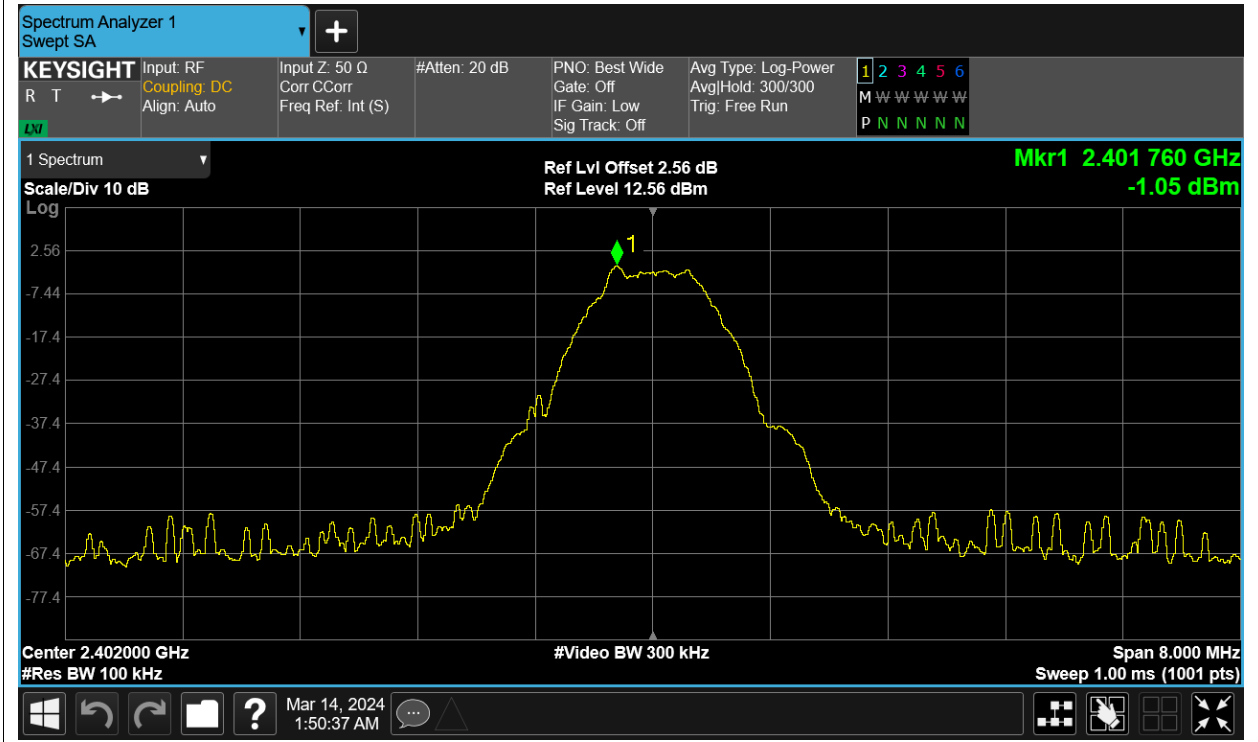 Spectrum Analyzer 1
Swept SA
KEYSIGHT
R T
LXI
Input: RF
Coupling: DC
Align: Auto
Input Z: 50 Ω
Corr CCorr
Freq Ref: Int (S)
#Atten: 20 dB
PNO: Best Wide
Gate: Off
IF Gain: Low
Sig Track: Off
Avg Type: Log-Power
Avg|Hold: 300/300
Trig: Free Run
1 2 3 4 5 6
M W W W W W
P N N N N N
1 Spectrum
Scale/Div 10 dB
Log
Ref Lvl Offset 2.56 dB
Ref Level 12.56 dBm
Mkr1 2.401 760 GHz
-1.05 dBm
1
2.56
-7.44
-17.4
-27.4
-37.4
-47.4
-57.4
-67.4
-77.4
Center 2.402000 GHz
#Res BW 100 kHz
#Video BW 300 kHz
Span 8.000 MHz
Sweep 1.00 ms (1001 pts)
?
Mar 14, 2024
1:50:37 AM